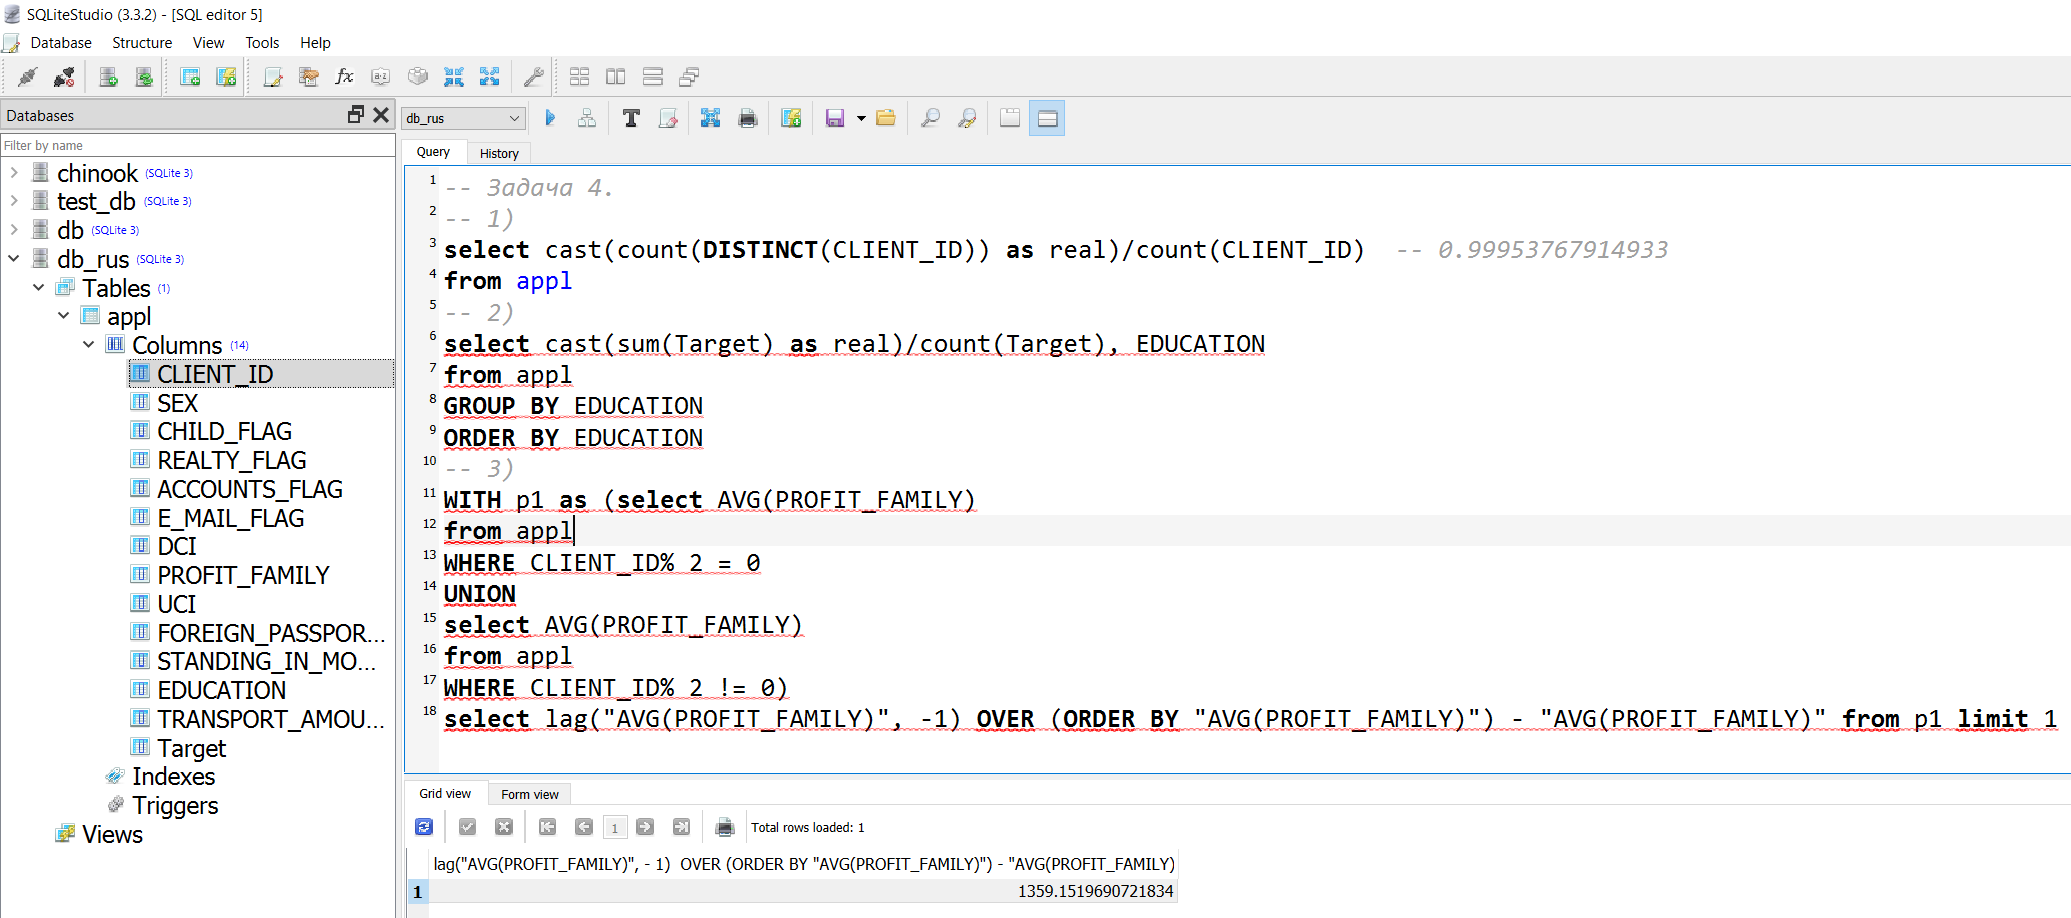 SQLiteStudio (3.3.2) - [SQL editor 5]
Database Structure View Tools Help
Databases
db_rus
Filter by name
Query History
chinook (SQLite 3)
test_db (SQLite 3)
db (SQLite 3)
db_rus (SQLite 3)
Tables (1)
appl
Columns (14)
CLIENT_ID
SEX
CHILD_FLAG
REALTY_FLAG
ACCOUNTS_FLAG
E_MAIL_FLAG
DCI
PROFIT_FAMILY
UCI
FOREIGN_PASSPOR...
STANDING_IN_MO...
EDUCATION
TRANSPORT_AMOU...
Target
Indexes
Triggers
Views
1 -- Задача 4.
2 -- 1)
3 select cast(count(DISTINCT(CLIENT_ID)) as real)/count(CLIENT_ID) -- 0.99953767914933
4 from appl
5 -- 2)
6 select cast(sum(Target) as real)/count(Target), EDUCATION
7 from appl
8 GROUP BY EDUCATION
9 ORDER BY EDUCATION
10 -- 3)
11 WITH p1 as (select AVG(PROFIT_FAMILY)
12 from appl
13 WHERE CLIENT_ID% 2 = 0
14 UNION
15 select AVG(PROFIT_FAMILY)
16 from appl
17 WHERE CLIENT_ID% 2 != 0)
18 select lag("AVG(PROFIT_FAMILY)", -1) OVER (ORDER BY "AVG(PROFIT_FAMILY)") - "AVG(PROFIT_FAMILY)" from p1 limit 1
Grid view Form view
1 Total rows loaded: 1
lag("AVG(PROFIT_FAMILY)", - 1) OVER (ORDER BY "AVG(PROFIT_FAMILY)") - "AVG(PROFIT_FAMILY)
1 1359.1519690721834